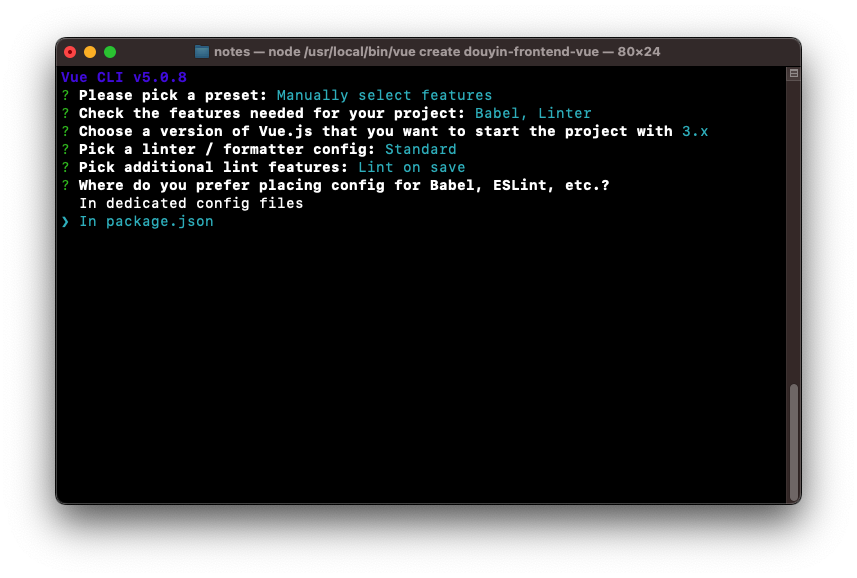 notes — node /usr/local/bin/vue create douyin-frontend-vue — 80×24
Vue CLI v5.0.8
? Please pick a preset: Manually select features
? Check the features needed for your project: Babel, Linter
? Choose a version of Vue.js that you want to start the project with 3.x
? Pick a linter / formatter config: Standard
? Pick additional lint features: Lint on save
? Where do you prefer placing config for Babel, ESLint, etc.?
In dedicated config files
❯ In package.json